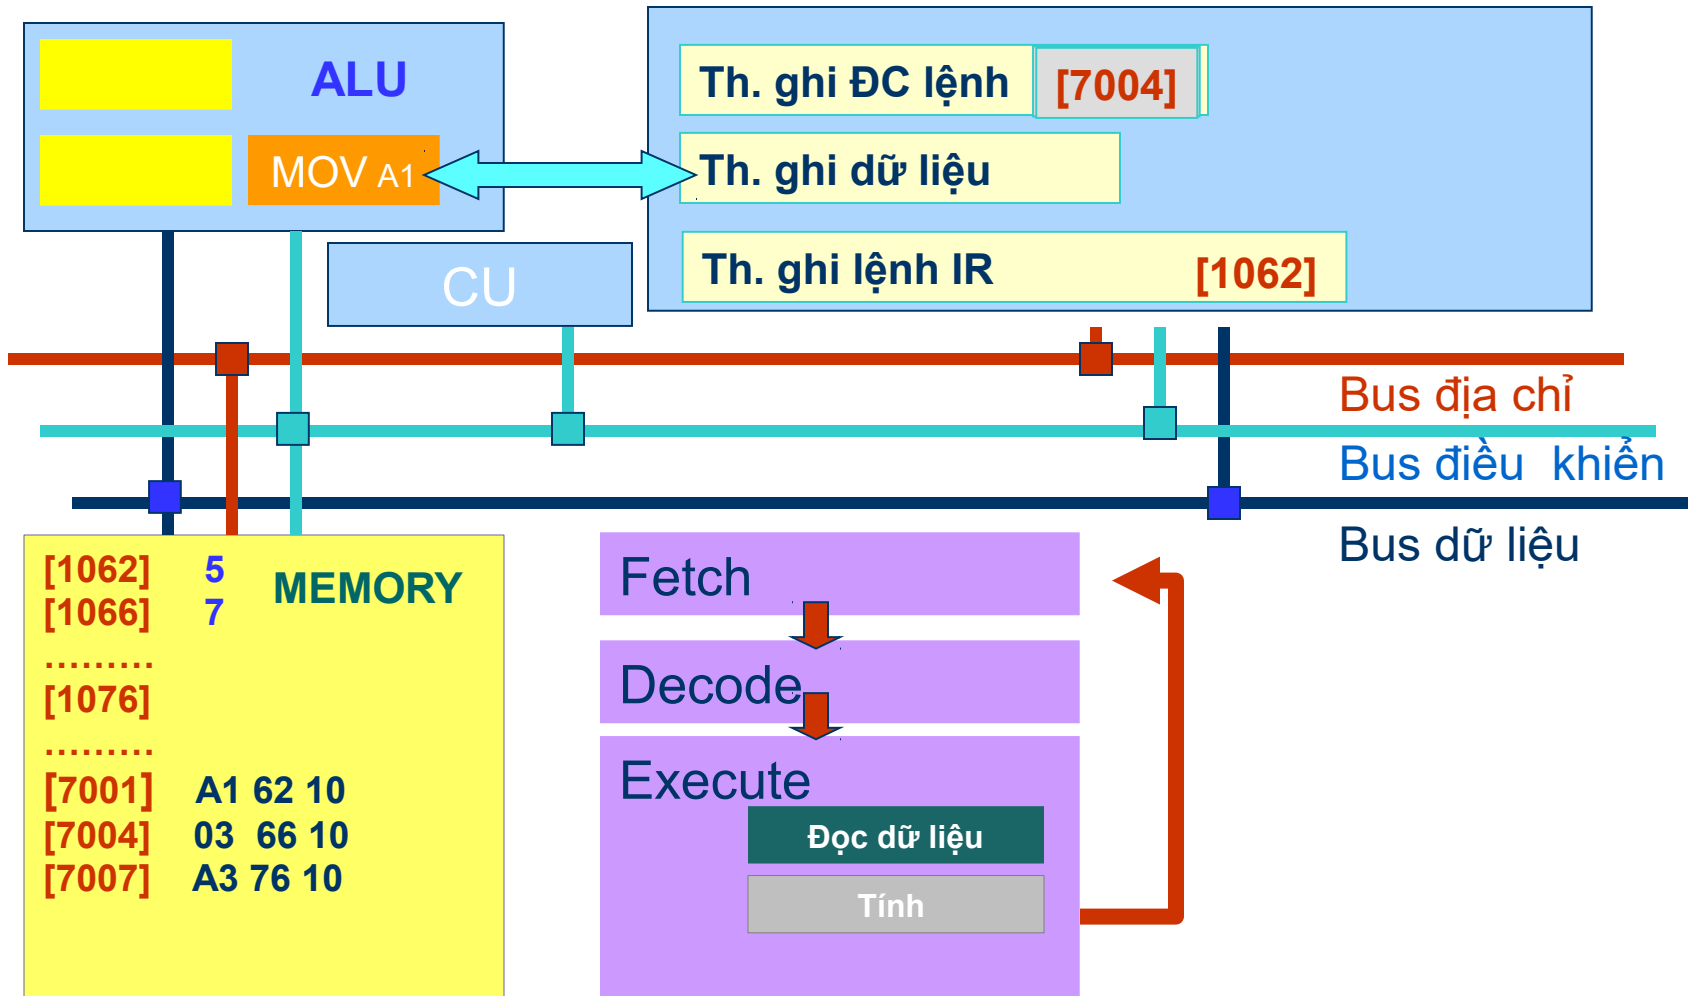 ALU
MOV A1
Th. ghi ĐC lệnh [7004]
Th. ghi dữ liệu
Th. ghi lệnh IR [1062]
CU
Bus địa chỉ
Bus điều khiển
Bus dữ liệu
MEMORY
[1062] 5
[1066] 7
.........
[1076]
.........
[7001] A1 62 10
[7004] 03 66 10
[7007] A3 76 10
Fetch
Decode
Execute
Đọc dữ liệu
Tính